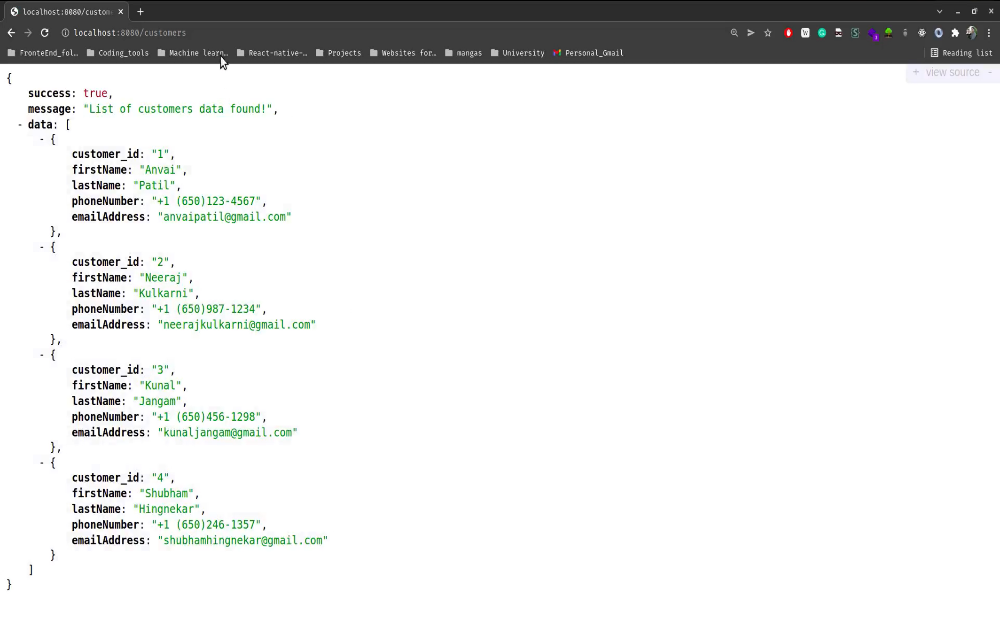 localhost:8080/custome
localhost:8080/customers
FronteEnd_fol… Coding_tools Machine learn… React-native-… Projects Websites for… mangas University Personal_Gmail Reading list
+ view source -
{
success: true,
message: "List of customers data found!",
- data: [
- {
customer_id: "1",
firstName: "Anvai",
lastName: "Patil",
phoneNumber: "+1 (650)123-4567",
emailAddress: "anvaipatil@gmail.com"
},
- {
customer_id: "2",
firstName: "Neeraj",
lastName: "Kulkarni",
phoneNumber: "+1 (650)987-1234",
emailAddress: "neerajkulkarni@gmail.com"
},
- {
customer_id: "3",
firstName: "Kunal",
lastName: "Jangam",
phoneNumber: "+1 (650)456-1298",
emailAddress: "kunaljangam@gmail.com"
},
- {
customer_id: "4",
firstName: "Shubham",
lastName: "Hingnekar",
phoneNumber: "+1 (650)246-1357",
emailAddress: "shubhamhingnekar@gmail.com"
}
]
}